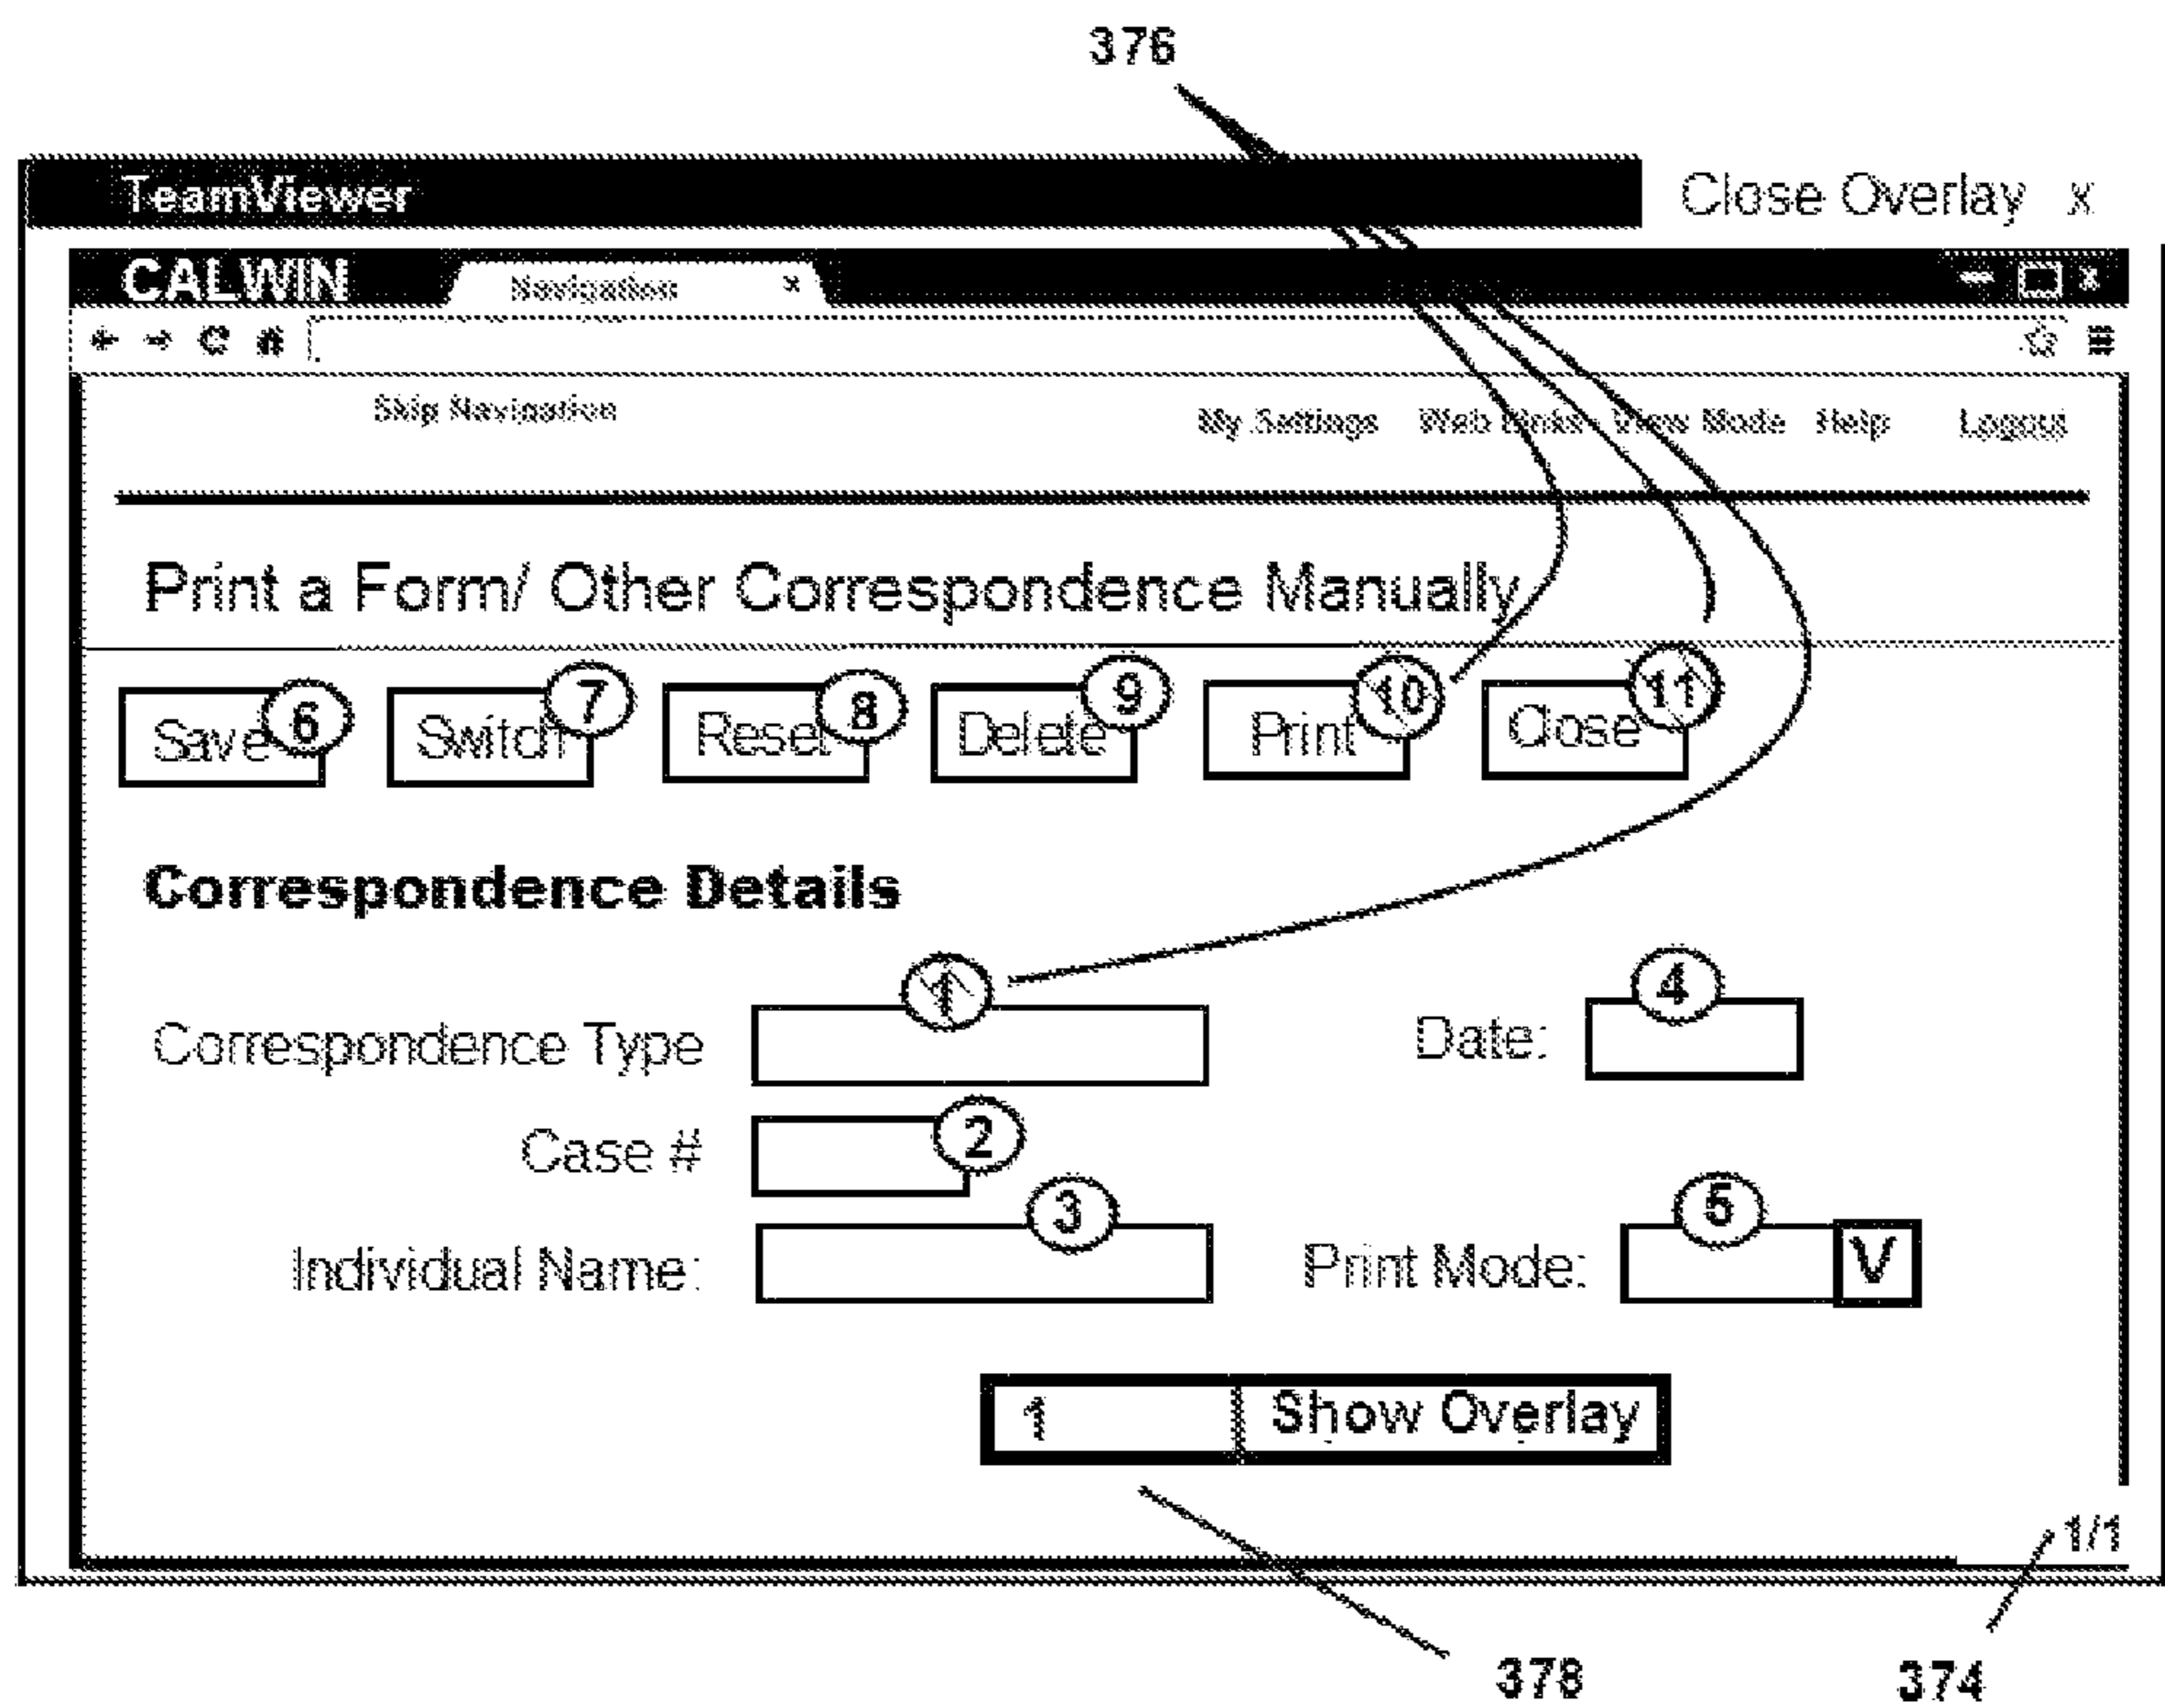 376
TeamViewer Close Overlay x
CALWIN Navigation x - x
Skip Navigation My Settings Web Links View Mode Help Logout
Print a Form/ Other Correspondence Manually
Save 6 Switch 7 Reset 8 Delete 9 Print 10 Close 11
Correspondence Details
1 4
Correspondence Type Date:
Case # 2
3 5
Individual Name: Print Mode: V
1 Show Overlay
1/1
378 374